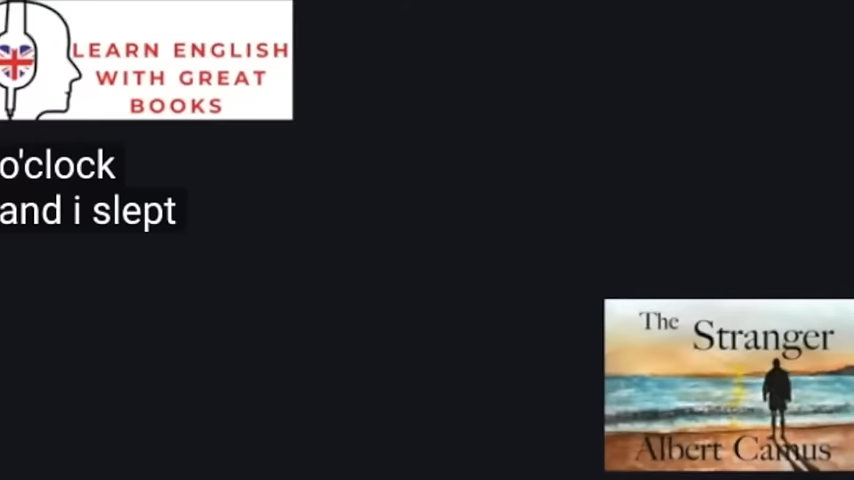 LEARN ENGLISH
WITH GREAT
BOOKS
o'clock
and i slept
The Stranger
Albert Camus